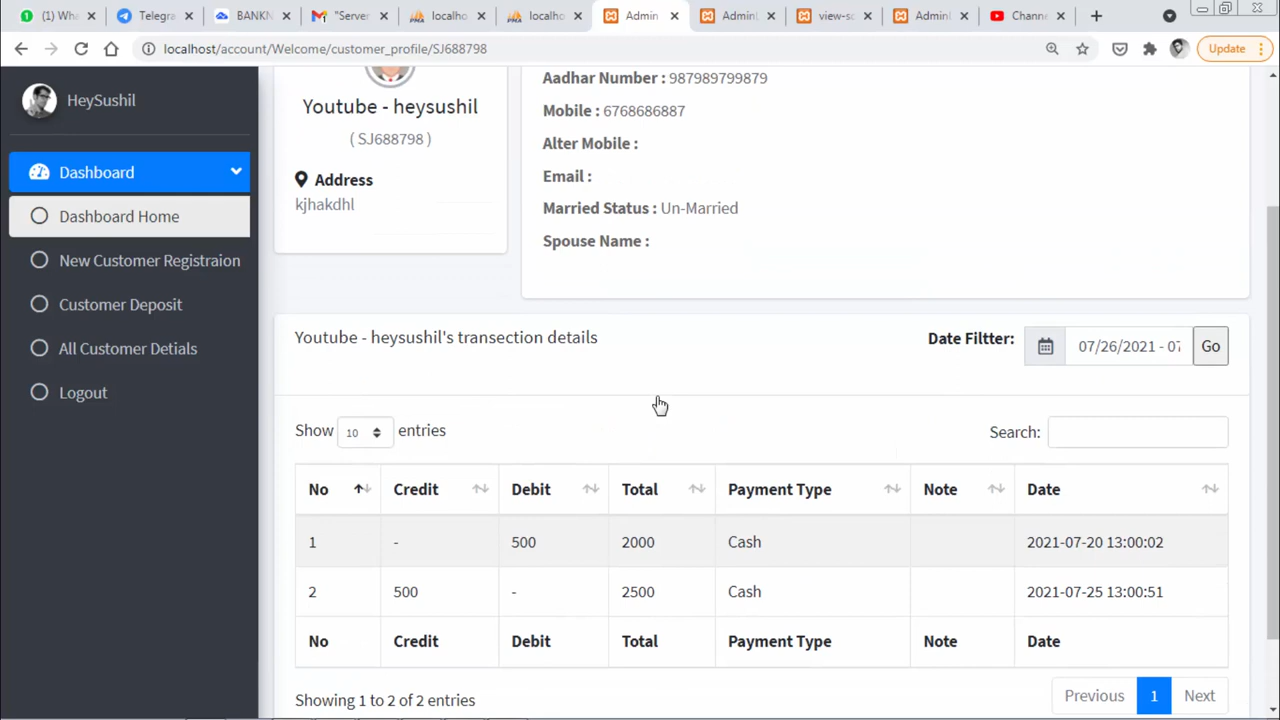 (1) Wha
Telegra
BANKN
"Server
localho
localho
Admin
Admin
view-s
Admin
Chann
localhost/account/Welcome/customer_profile/SJ688798
Update
HeySushil
Dashboard
Dashboard Home
New Customer Registraion
Customer Deposit
All Customer Detials
Logout
Youtube - heysushil
( SJ688798 )
Address
kjhakdhl
Aadhar Number : 987989799879
Mobile : 6768686887
Alter Mobile :
Email :
Married Status : Un-Married
Spouse Name :
Youtube - heysushil's transection details
Date Filtter:
07/26/2021 - 07
Go
Show 10 entries
Search:
No Credit Debit Total Payment Type Note Date
1 - 500 2000 Cash 2021-07-20 13:00:02
2 500 - 2500 Cash 2021-07-25 13:00:51
No Credit Debit Total Payment Type Note Date
Showing 1 to 2 of 2 entries
Previous 1 Next